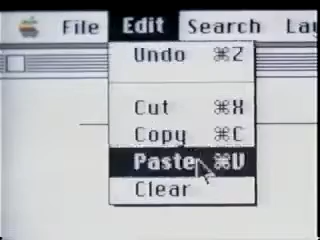 File Edit Search
Undo ⌘Z
Cut ⌘X
Copy ⌘C
Paste ⌘V
Clear